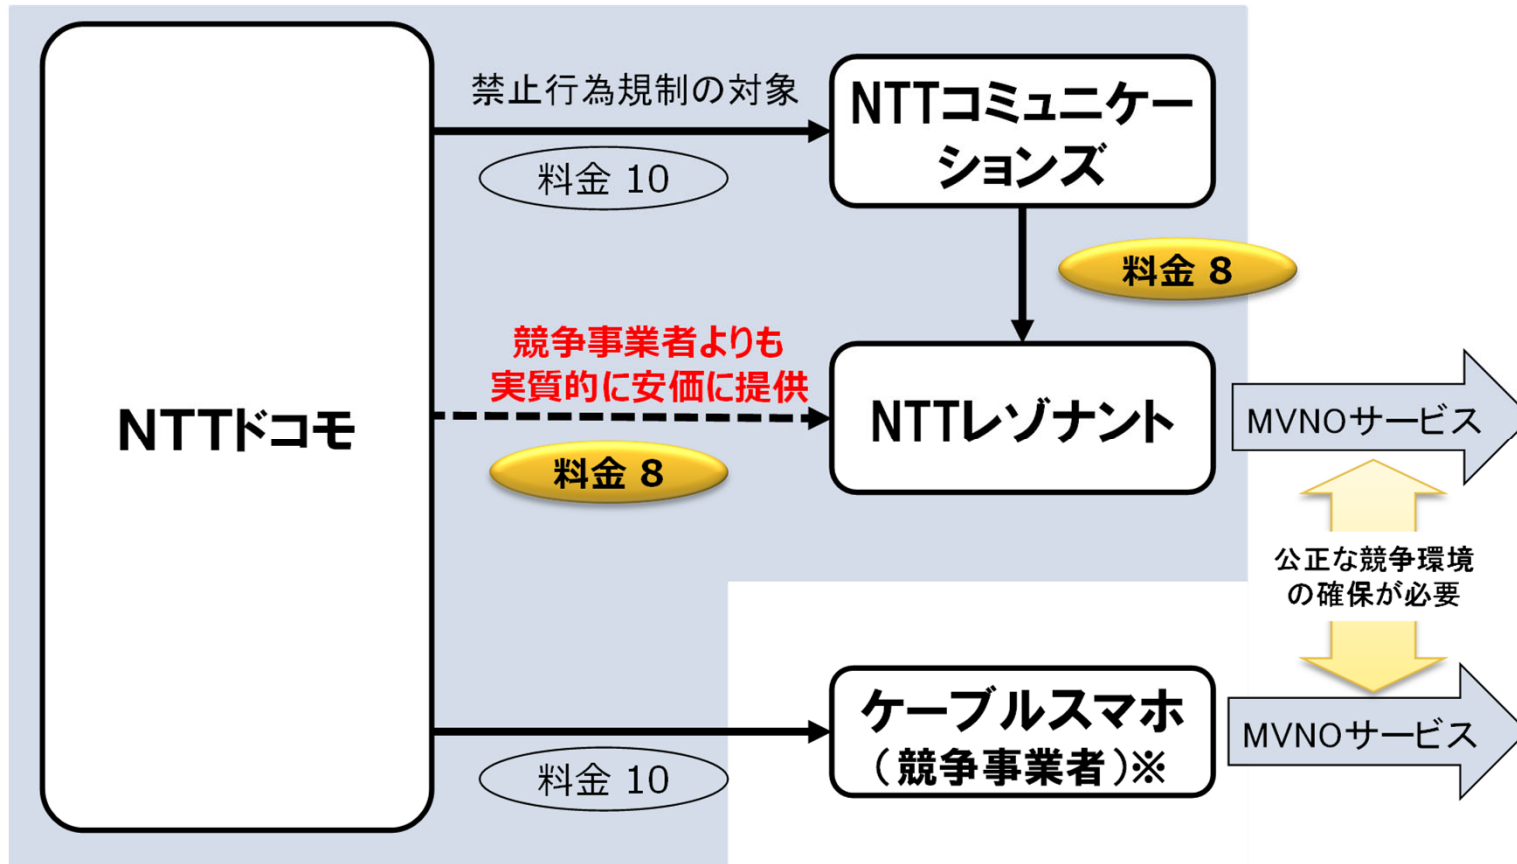 禁止行為規制の対象
料金 10
NTTコミュニケー
ションズ
料金 8
競争事業者よりも
実質的に安価に提供
料金 8
NTTドコモ
NTTレゾナント
MVNOサービス
公正な競争環境
の確保が必要
料金 10
ケーブルスマホ
（競争事業者）※
MVNOサービス